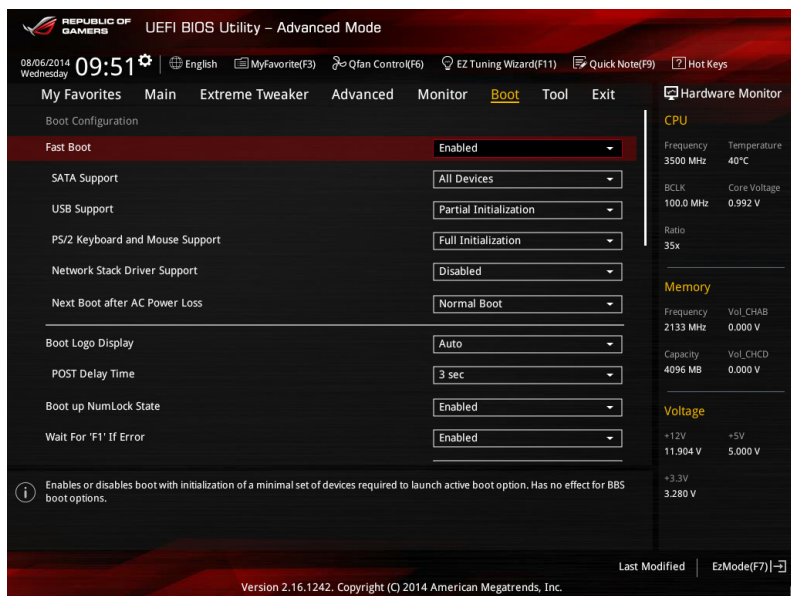 REPUBLIC OF
GAMERS
UEFI BIOS Utility – Advanced Mode
08/06/2014
Wednesday
09:51
English
MyFavorite(F3)
Qfan Control(F6)
EZ Tuning Wizard(F11)
Quick Note(F9)
? Hot Keys
My Favorites Main Extreme Tweaker Advanced Monitor Boot Tool Exit
Boot Configuration
Fast Boot Enabled
SATA Support All Devices
USB Support Partial Initialization
PS/2 Keyboard and Mouse Support Full Initialization
Network Stack Driver Support Disabled
Next Boot after AC Power Loss Normal Boot
Boot Logo Display Auto
POST Delay Time 3 sec
Boot up NumLock State Enabled
Wait For 'F1' If Error Enabled
Enables or disables boot with initialization of a minimal set of devices required to launch active boot option. Has no effect for BBS
boot options.
Hardware Monitor
CPU
Frequency Temperature
3500 MHz 40°C
BCLK Core Voltage
100.0 MHz 0.992 V
Ratio
35x
Memory
Frequency Vol_CHAB
2133 MHz 0.000 V
Capacity Vol_CHCD
4096 MB 0.000 V
Voltage
+12V +5V
11.904 V 5.000 V
+3.3V
3.280 V
Last Modified EzMode(F7)
Version 2.16.1242. Copyright (C) 2014 American Megatrends, Inc.